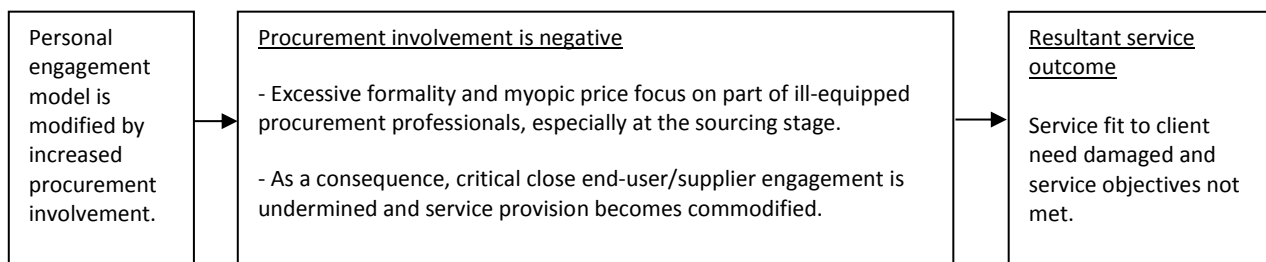 Personal
engagement
model is
modified by
increased
procurement
involvement.
Procurement involvement is negative
- Excessive formality and myopic price focus on part of ill-equipped
procurement professionals, especially at the sourcing stage.
- As a consequence, critical close end-user/supplier engagement is
undermined and service provision becomes commodified.
Resultant service
outcome
Service fit to client
need damaged and
service objectives not
met.